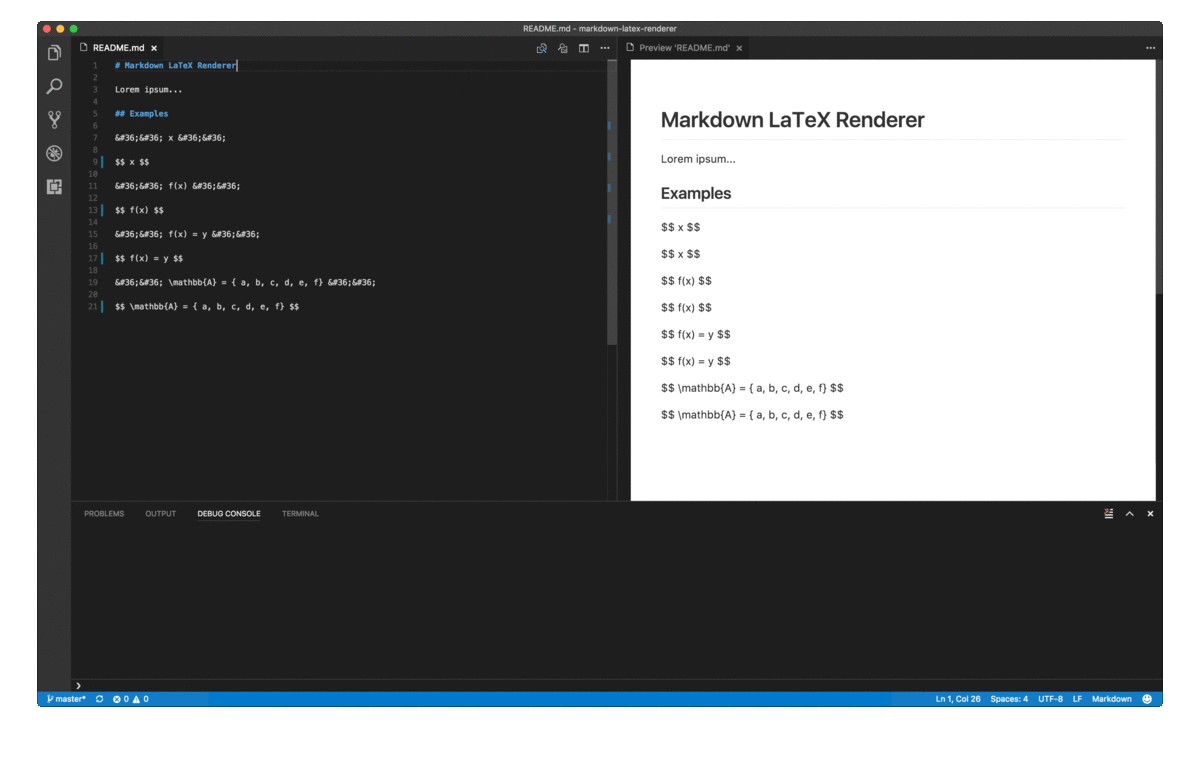 README.md - markdown-latex-renderer
README.md
Preview 'README.md'
1 # Markdown LaTeX Renderer
2
3 Lorem ipsum...
4
5 ## Examples
6
7 &#36;&#36; x &#36;&#36;
8
9 $$ x $$
10
11 &#36;&#36; f(x) &#36;&#36;
12
13 $$ f(x) $$
14
15 &#36;&#36; f(x) = y &#36;&#36;
16
17 $$ f(x) = y $$
18
19 &#36;&#36; \mathbb{A} = { a, b, c, d, e, f} &#36;&#36;
20
21 $$ \mathbb{A} = { a, b, c, d, e, f} $$
Markdown LaTeX Renderer
Lorem ipsum...
Examples
$$ x $$
$$ x $$
$$ f(x) $$
$$ f(x) $$
$$ f(x) = y $$
$$ f(x) = y $$
$$ \mathbb{A} = { a, b, c, d, e, f} $$
$$ \mathbb{A} = { a, b, c, d, e, f} $$
PROBLEMS OUTPUT DEBUG CONSOLE TERMINAL
master* 0 0 Ln 1, Col 26 Spaces: 4 UTF-8 LF Markdown